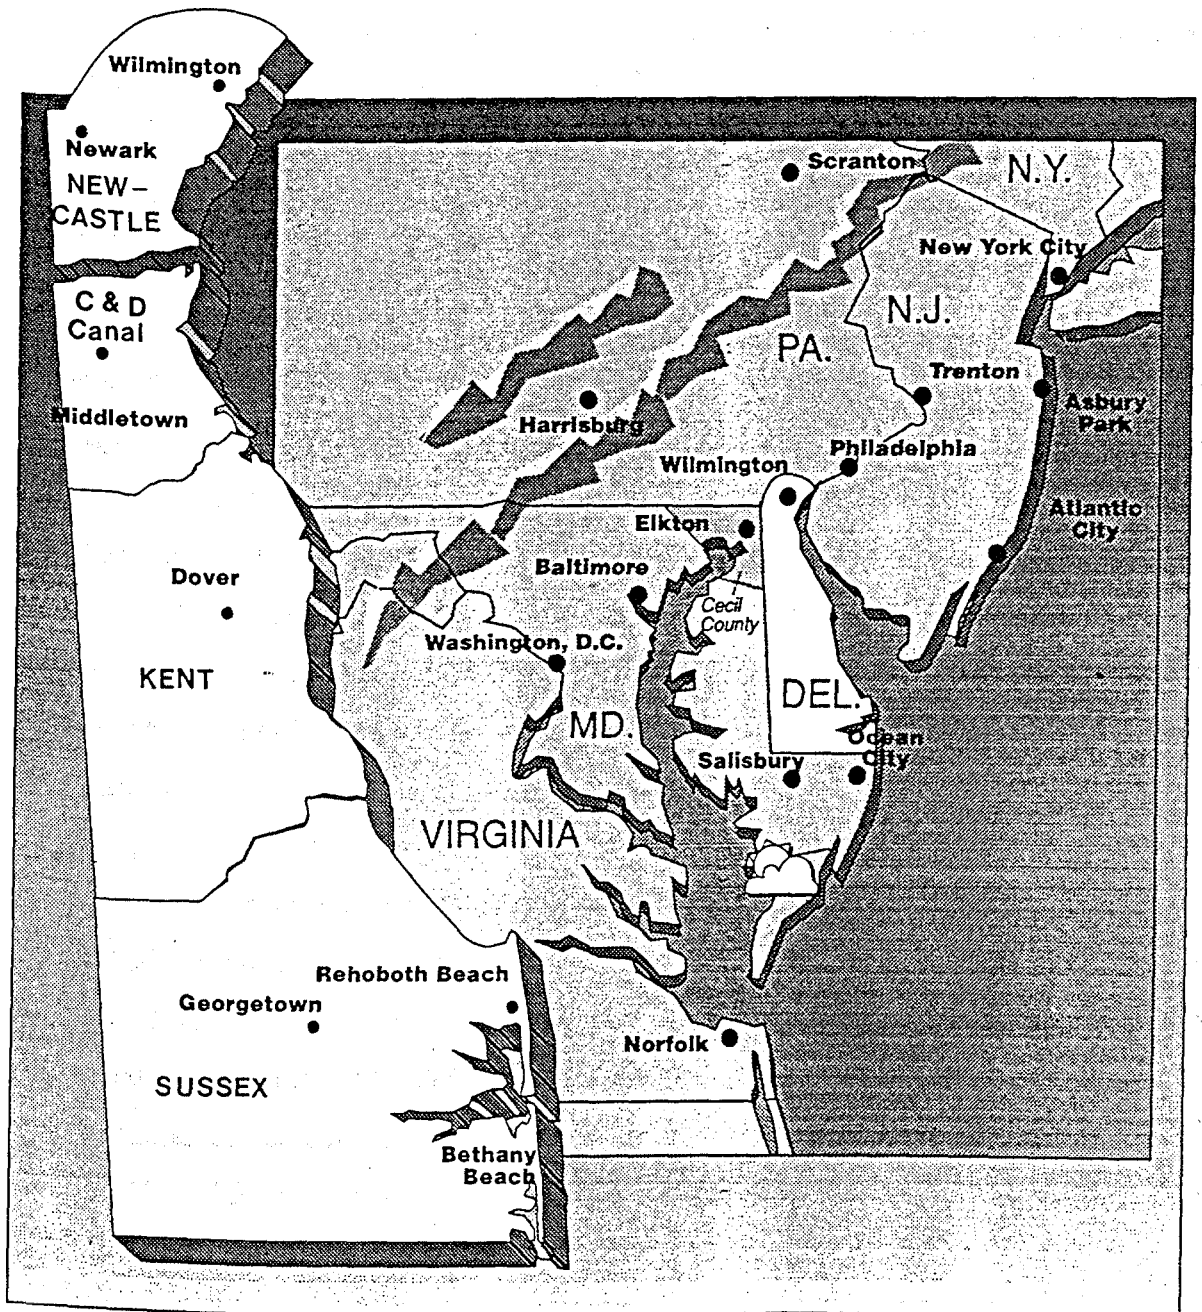 Wilmington
Newark
NEW–
CASTLE
C & D
Canal
Middletown
Dover
KENT
Rehoboth Beach
Georgetown
SUSSEX
Bethany
Beach
Scranton
N.Y.
New York City
N.J.
PA.
Trenton
Asbury
Park
Harrisburg
Philadelphia
Wilmington
Elkton
Atlantic
City
Baltimore
Cecil
County
Washington, D.C.
DEL.
MD.
Ocean
City
Salisbury
VIRGINIA
Norfolk